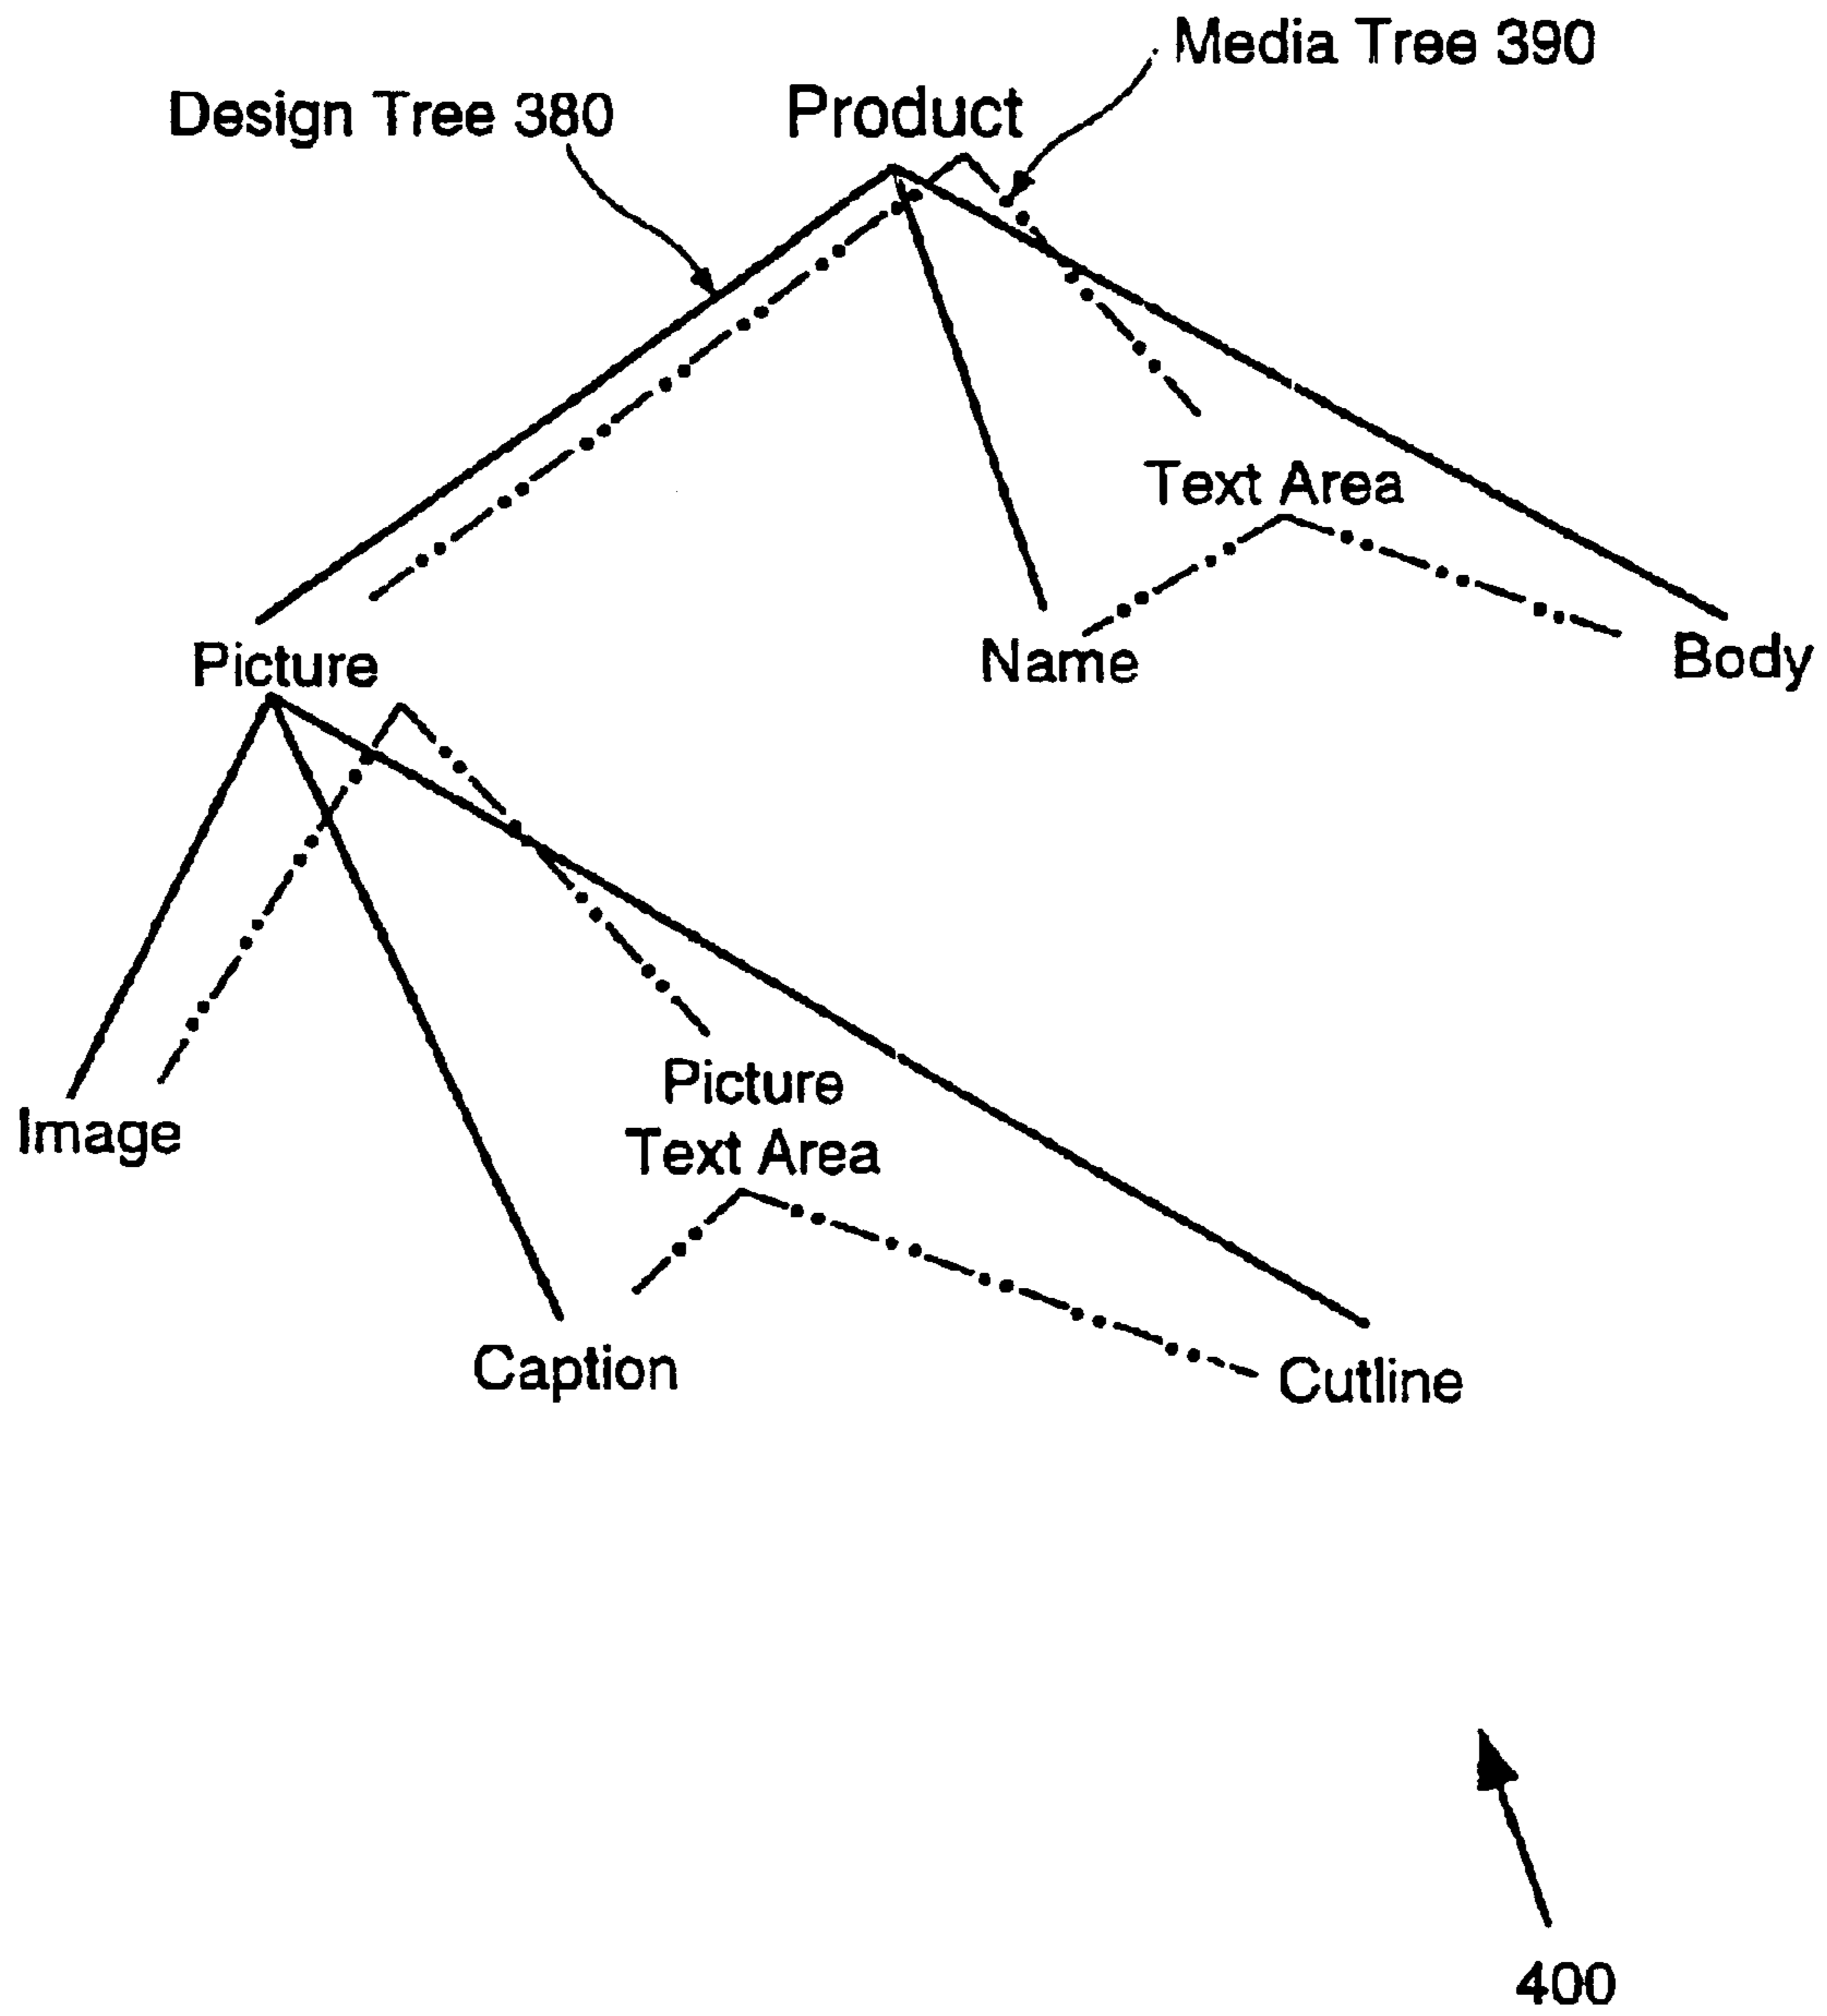 Media Tree 390
Design Tree 380
Product
Text Area
Picture
Name
Body
Picture
Text Area
Image
Caption
Cutline
400